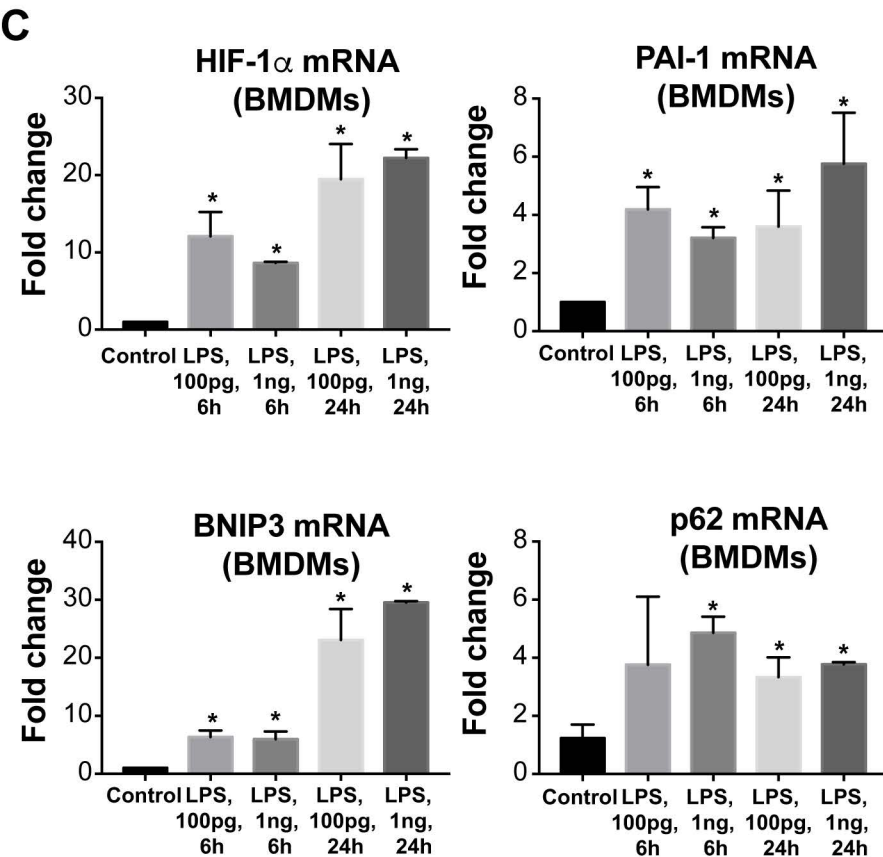 C
HIF-1α mRNA
(BMDMs)
Fold change
30
20
10
0
*
*
*
*
Control
LPS,
100pg,
6h
LPS,
1ng,
6h
LPS,
100pg,
24h
LPS,
1ng,
24h
PAI-1 mRNA
(BMDMs)
Fold change
8
6
4
2
0
*
*
*
*
Control
LPS,
100pg,
6h
LPS,
1ng,
6h
LPS,
100pg,
24h
LPS,
1ng,
24h
BNIP3 mRNA
(BMDMs)
Fold change
40
30
20
10
0
*
*
*
*
Control
LPS,
100pg,
6h
LPS,
1ng,
6h
LPS,
100pg,
24h
LPS,
1ng,
24h
p62 mRNA
(BMDMs)
Fold change
8
6
4
2
0
*
*
*
Control
LPS,
100pg,
6h
LPS,
1ng,
6h
LPS,
100pg,
24h
LPS,
1ng,
24h